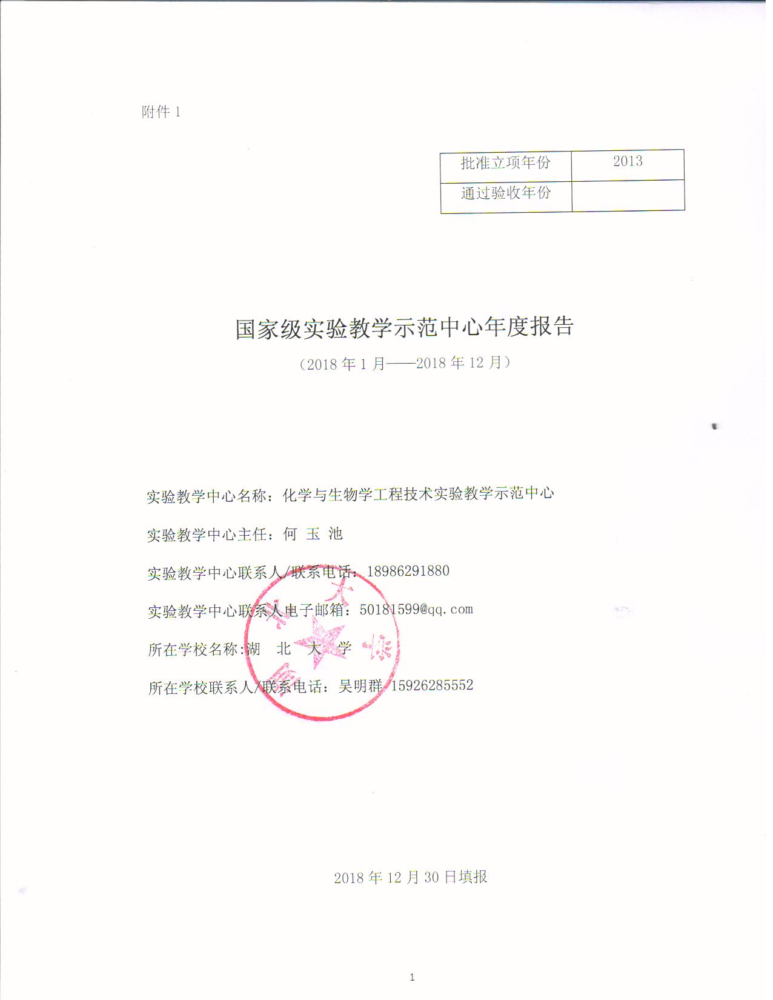 附件 1
批准立项年份 2013
通过验收年份
国家级实验教学示范中心年度报告
（2018 年 1 月——2018 年 12 月）
实验教学中心名称：化学与生物学工程技术实验教学示范中心
实验教学中心主任：何 玉 池
实验教学中心联系人/联系电话：18986291880
实验教学中心联系人电子邮箱：50181599@qq.com
所在学校名称:湖 北 大 学
所在学校联系人/联系电话：吴明群 15926285552
湖北大学
2018 年 12 月 30 日填报
1